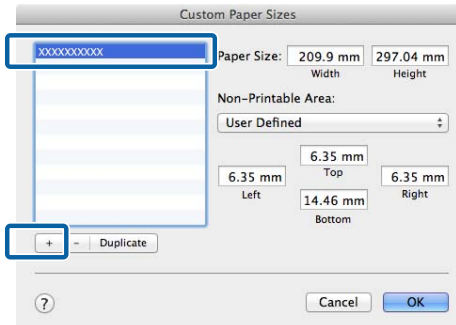 Custom Paper Sizes
XXXXXXXXXX
Paper Size: 209.9 mm 297.04 mm
Width Height
Non-Printable Area:
User Defined
6.35 mm
Top
6.35 mm 6.35 mm
Left Right
14.46 mm
Bottom
+ - Duplicate
? Cancel OK